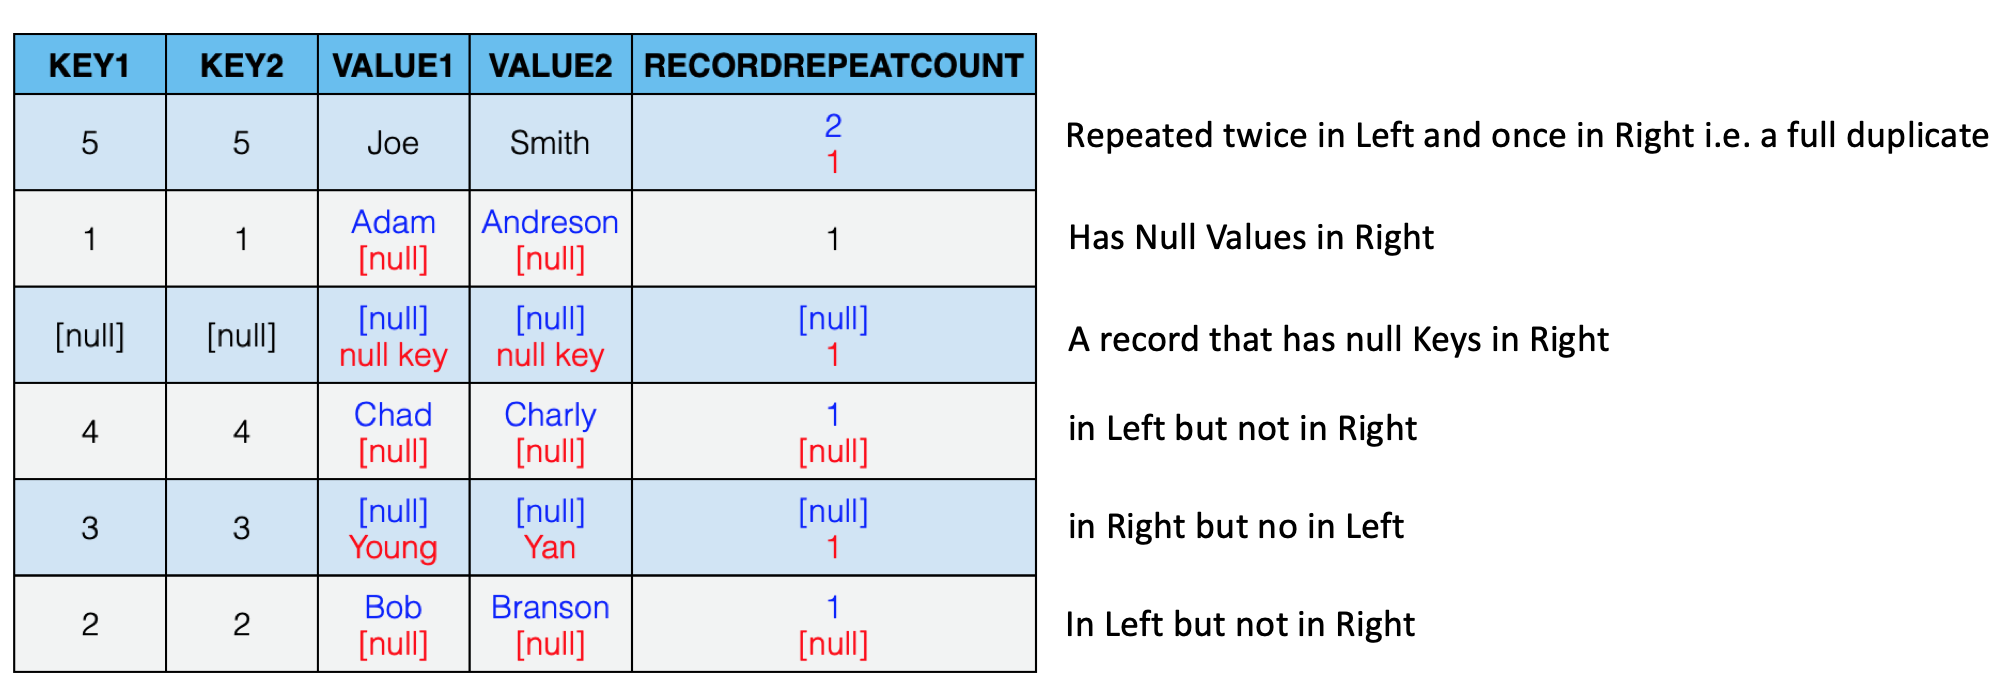 KEY1 KEY2 VALUE1 VALUE2 RECORDREPEATCOUNT
5 5 Joe Smith 2
1
Repeated twice in Left and once in Right i.e. a full duplicate
1 1 Adam Andreson 1
[null] [null]
Has Null Values in Right
[null] [null] [null] [null] [null]
null key null key 1
A record that has null Keys in Right
4 4 Chad Charly 1
[null] [null] [null]
in Left but not in Right
3 3 [null] [null] [null]
Young Yan 1
in Right but no in Left
2 2 Bob Branson 1
[null] [null] [null]
In Left but not in Right